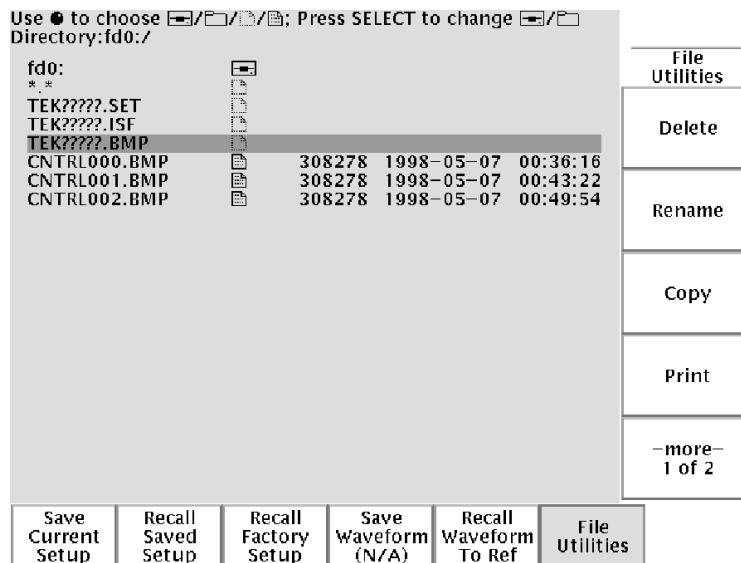 Use to choose / / / ; Press SELECT to change /
Directory:fd0:/
fd0:
*.*
TEK?????.SET
TEK?????.ISF
TEK?????.BMP
CNTRL000.BMP 308278 1998-05-07 00:36:16
CNTRL001.BMP 308278 1998-05-07 00:43:22
CNTRL002.BMP 308278 1998-05-07 00:49:54
File
Utilities
Delete
Rename
Copy
Print
-more-
1 of 2
Save
Current
Setup
Recall
Saved
Setup
Recall
Factory
Setup
Save
Waveform
(N/A)
Recall
Waveform
To Ref
File
Utilities